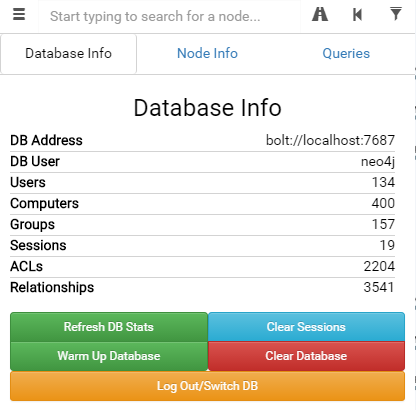 Start typing to search for a node...
Database Info Node Info Queries
Database Info
DB Address bolt://localhost:7687
DB User neo4j
Users 134
Computers 400
Groups 157
Sessions 19
ACLs 2204
Relationships 3541
Refresh DB Stats Clear Sessions
Warm Up Database Clear Database
Log Out/Switch DB